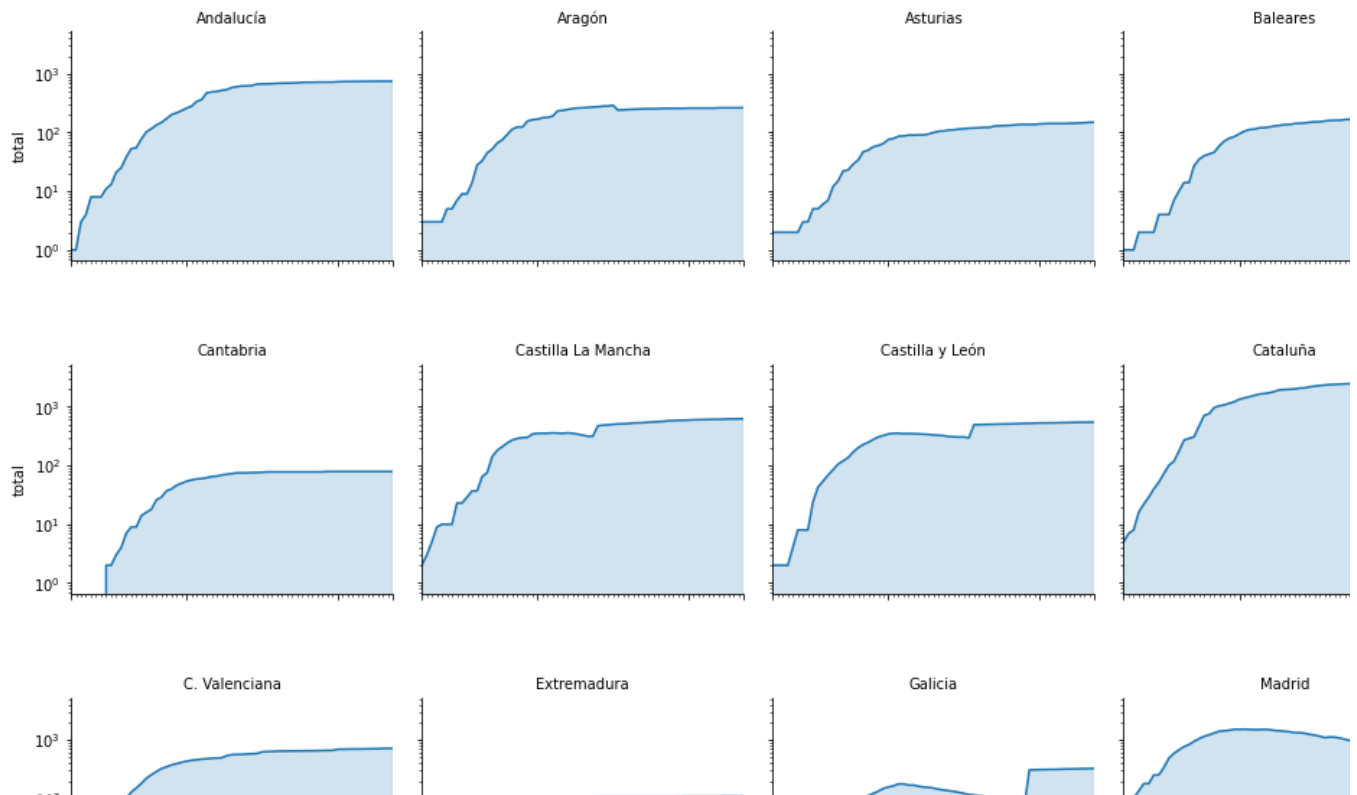 Andalucía Aragón Asturias Baleares
10³
10²
total
10¹
10⁰
Cantabria Castilla La Mancha Castilla y León Cataluña
10³
10²
total
10¹
10⁰
C. Valenciana Extremadura Galicia Madrid
10³